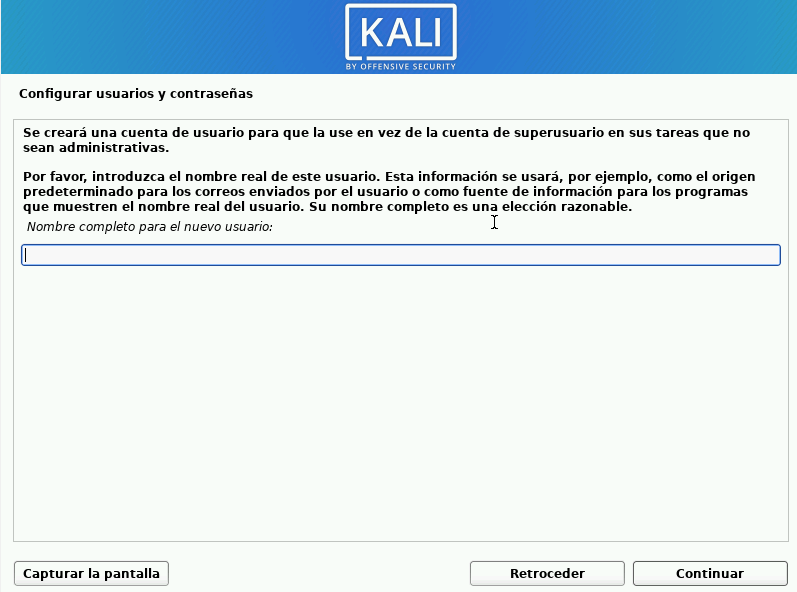 KALI
BY OFFENSIVE SECURITY
Configurar usuarios y contraseñas
Se creará una cuenta de usuario para que la use en vez de la cuenta de superusuario en sus tareas que no
sean administrativas.
Por favor, introduzca el nombre real de este usuario. Esta información se usará, por ejemplo, como el origen
predeterminado para los correos enviados por el usuario o como fuente de información para los programas
que muestren el nombre real del usuario. Su nombre completo es una elección razonable.
Nombre completo para el nuevo usuario:
Capturar la pantalla
Retroceder
Continuar